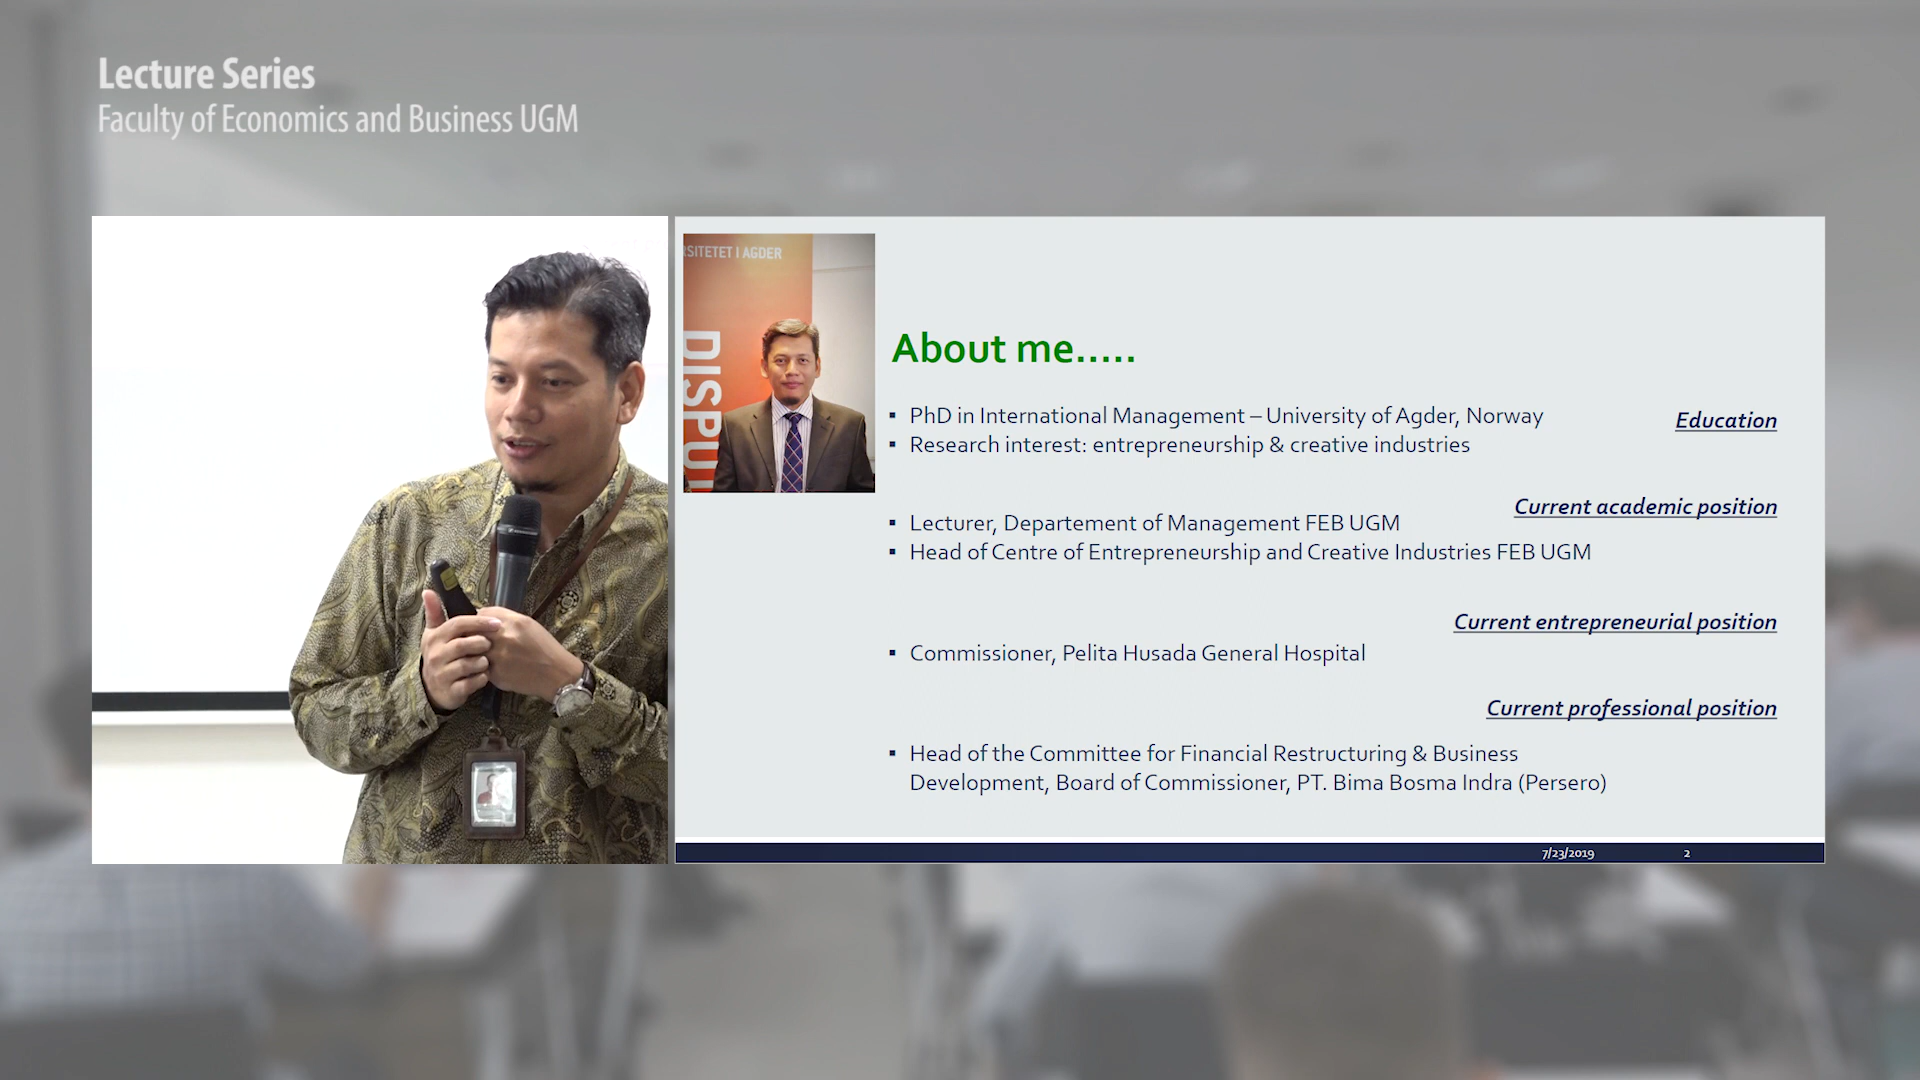 Lecture Series
Faculty of Economics and Business UGM
RSITETET I AGDER
DISPU
About me.....
▪ PhD in International Management – University of Agder, Norway
Education
▪ Research interest: entrepreneurship & creative industries
Current academic position
▪ Lecturer, Departement of Management FEB UGM
▪ Head of Centre of Entrepreneurship and Creative Industries FEB UGM
Current entrepreneurial position
▪ Commissioner, Pelita Husada General Hospital
Current professional position
▪ Head of the Committee for Financial Restructuring & Business
Development, Board of Commissioner, PT. Bima Bosma Indra (Persero)
7/23/2019
2